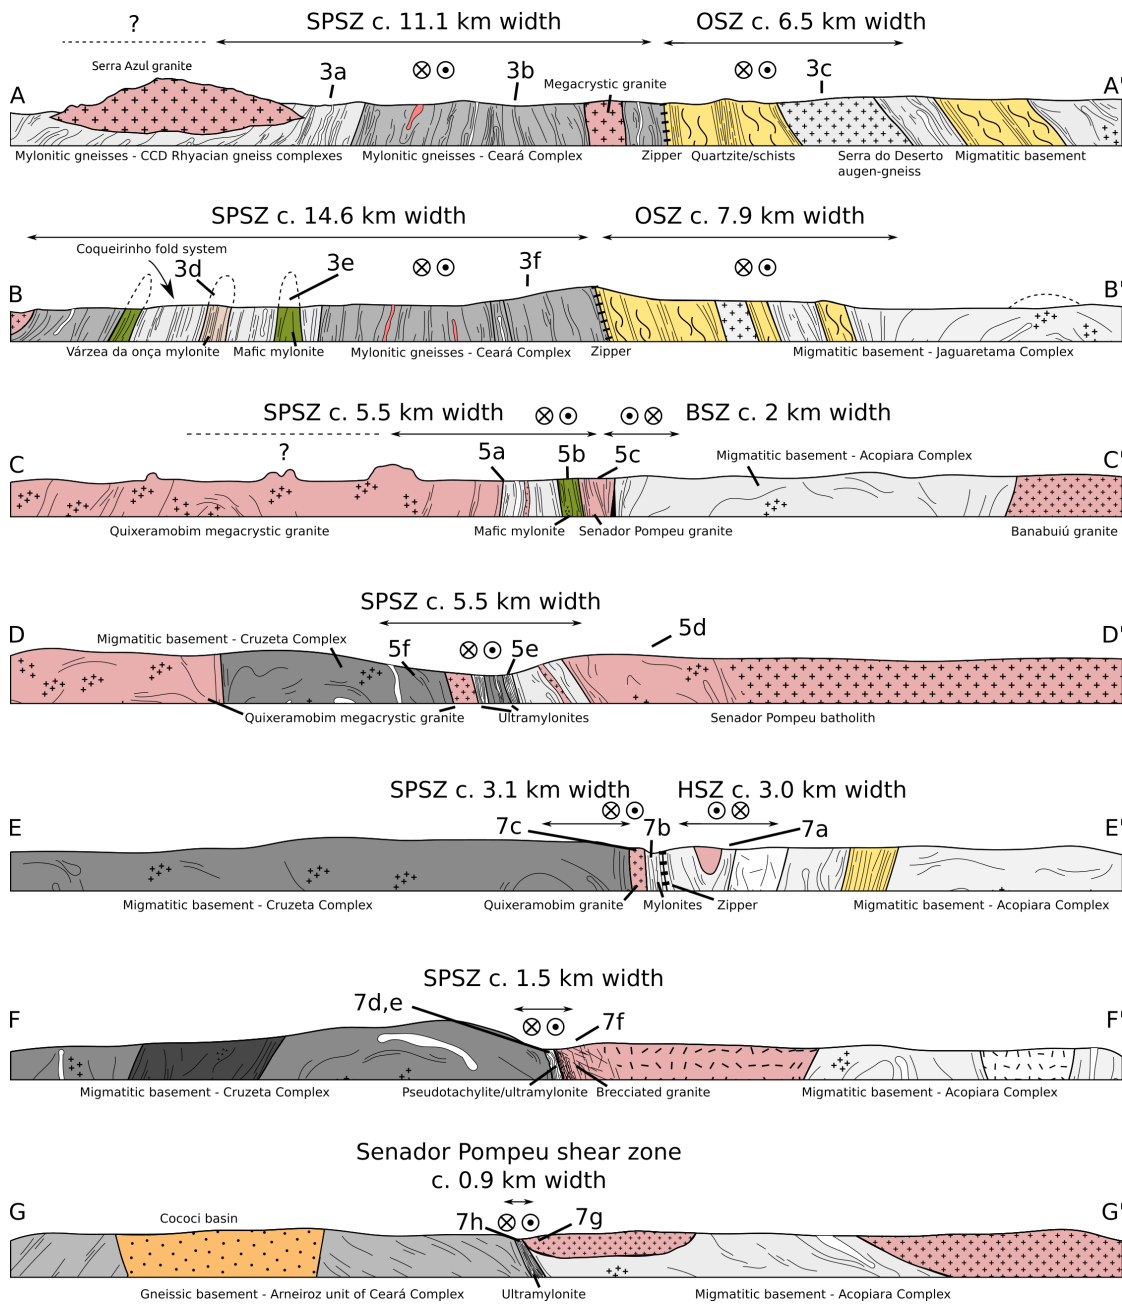 SPSZ c. 11.1 km width
OSZ c. 6.5 km width
?
Serra Azul granite
3a
3b
3c
Megacrystic granite
A
A'
Mylonitic gneisses - CCD Rhyacian gneiss complexes
Mylonitic gneisses - Ceará Complex
Zipper
Quartzite/schists
Serra do Deserto
augen-gneiss
Migmatitic basement
SPSZ c. 14.6 km width
OSZ c. 7.9 km width
Coqueirinho fold system
3d
3e
3f
B
B'
Várzea da onça mylonite
Mafic mylonite
Mylonitic gneisses - Ceará Complex
Zipper
Migmatitic basement - Jaguaretama Complex
SPSZ c. 5.5 km width
BSZ c. 2 km width
?
5a
5b
5c
Migmatitic basement - Acopiara Complex
C
C'
Quixeramobim megacrystic granite
Mafic mylonite
Senador Pompeu granite
Banabuiú granite
SPSZ c. 5.5 km width
D
D'
Migmatitic basement - Cruzeta Complex
5f
5e
5d
Quixeramobim megacrystic granite
Ultramylonites
Senador Pompeu batholith
SPSZ c. 3.1 km width
HSZ c. 3.0 km width
E
E'
7c
7b
7a
Migmatitic basement - Cruzeta Complex
Quixeramobim granite
Mylonites
Zipper
Migmatitic basement - Acopiara Complex
SPSZ c. 1.5 km width
7d,e
7f
F
F'
Migmatitic basement - Cruzeta Complex
Pseudotachylite/ultramylonite
Brecciated granite
Migmatitic basement - Acopiara Complex
Senador Pompeu shear zone
c. 0.9 km width
G
G'
Cococi basin
7h
7g
Gneissic basement - Arneiroz unit of Ceará Complex
Ultramylonite
Migmatitic basement - Acopiara Complex